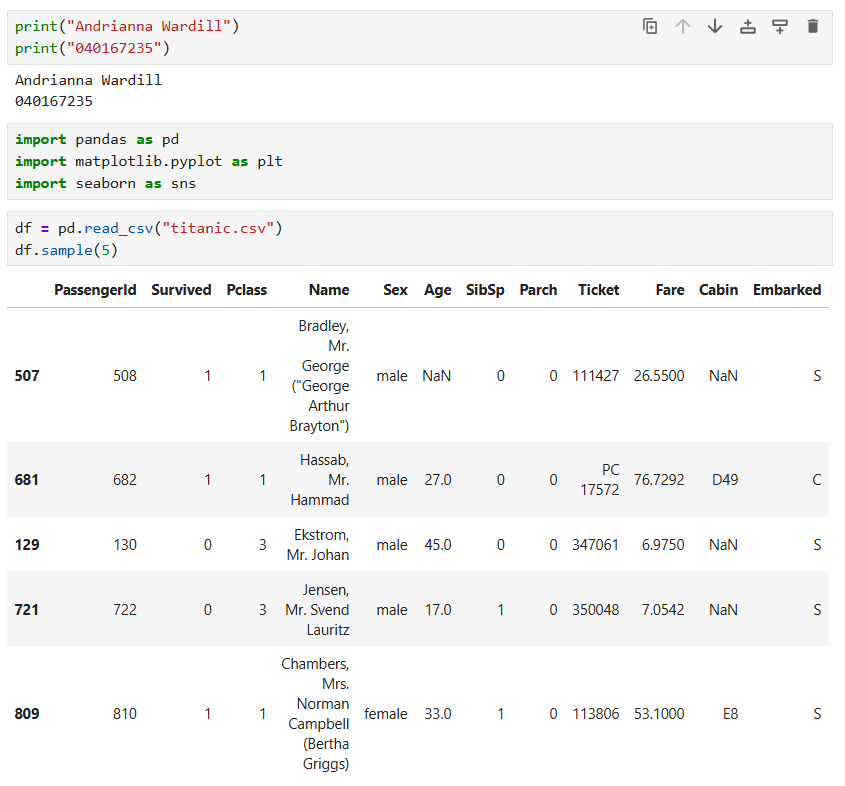 print("Andrianna Wardill")
print("040167235")
Andrianna Wardill
040167235
import pandas as pd
import matplotlib.pyplot as plt
import seaborn as sns
df = pd.read_csv("titanic.csv")
df.sample(5)
PassengerId Survived Pclass Name Sex Age SibSp Parch Ticket Fare Cabin Embarked
507 508 1 1 Bradley, Mr. George ("George Arthur Brayton") male NaN 0 0 111427 26.5500 NaN S
681 682 1 1 Hassab, Mr. Hammad male 27.0 0 0 PC 17572 76.7292 D49 C
129 130 0 3 Ekstrom, Mr. Johan male 45.0 0 0 347061 6.9750 NaN S
721 722 0 3 Jensen, Mr. Svend Lauritz male 17.0 1 0 350048 7.0542 NaN S
809 810 1 1 Chambers, Mrs. Norman Campbell (Bertha Griggs) female 33.0 1 0 113806 53.1000 E8 S